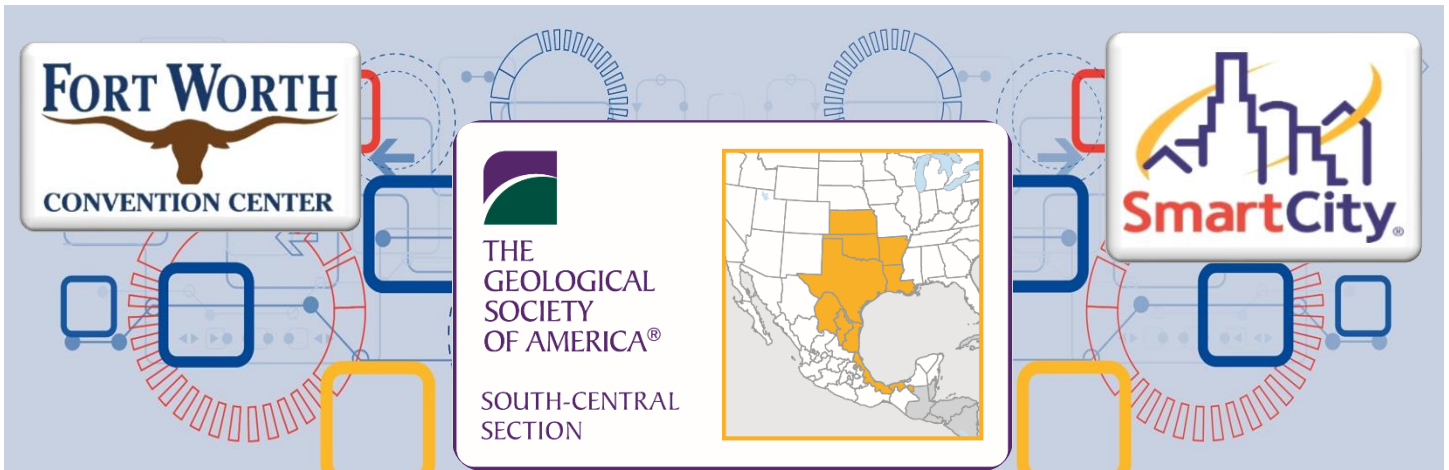 FORT WORTH
CONVENTION CENTER
THE
GEOLOGICAL
SOCIETY
OF AMERICA®
SOUTH-CENTRAL
SECTION
SmartCity®